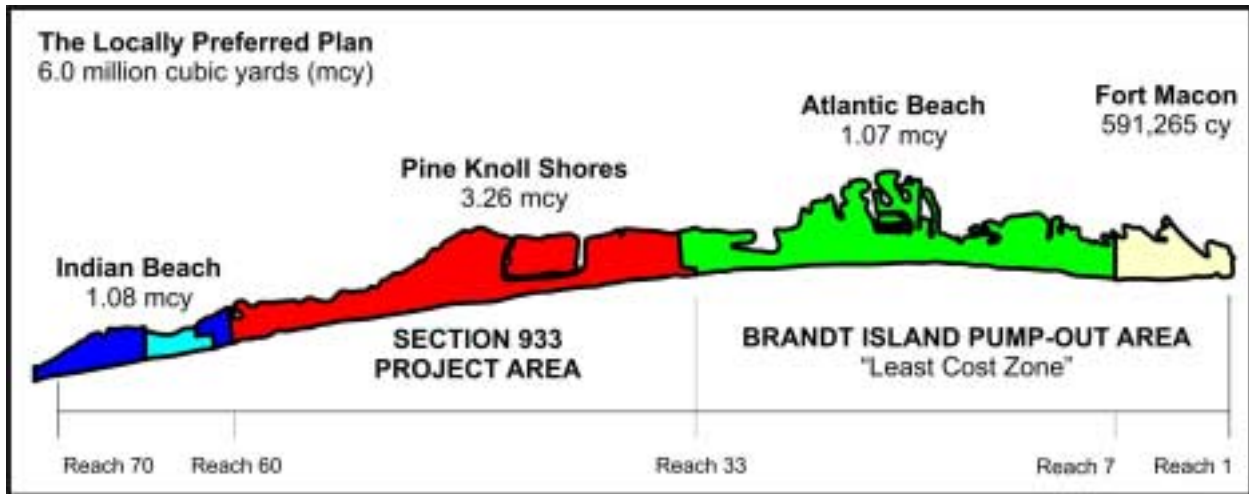 The Locally Preferred Plan
6.0 million cubic yards (mcy)
Fort Macon
591,265 cy
Atlantic Beach
1.07 mcy
Pine Knoll Shores
3.26 mcy
Indian Beach
1.08 mcy
SECTION 933
PROJECT AREA
BRANDT ISLAND PUMP-OUT AREA
"Least Cost Zone"
Reach 70
Reach 60
Reach 33
Reach 7
Reach 1